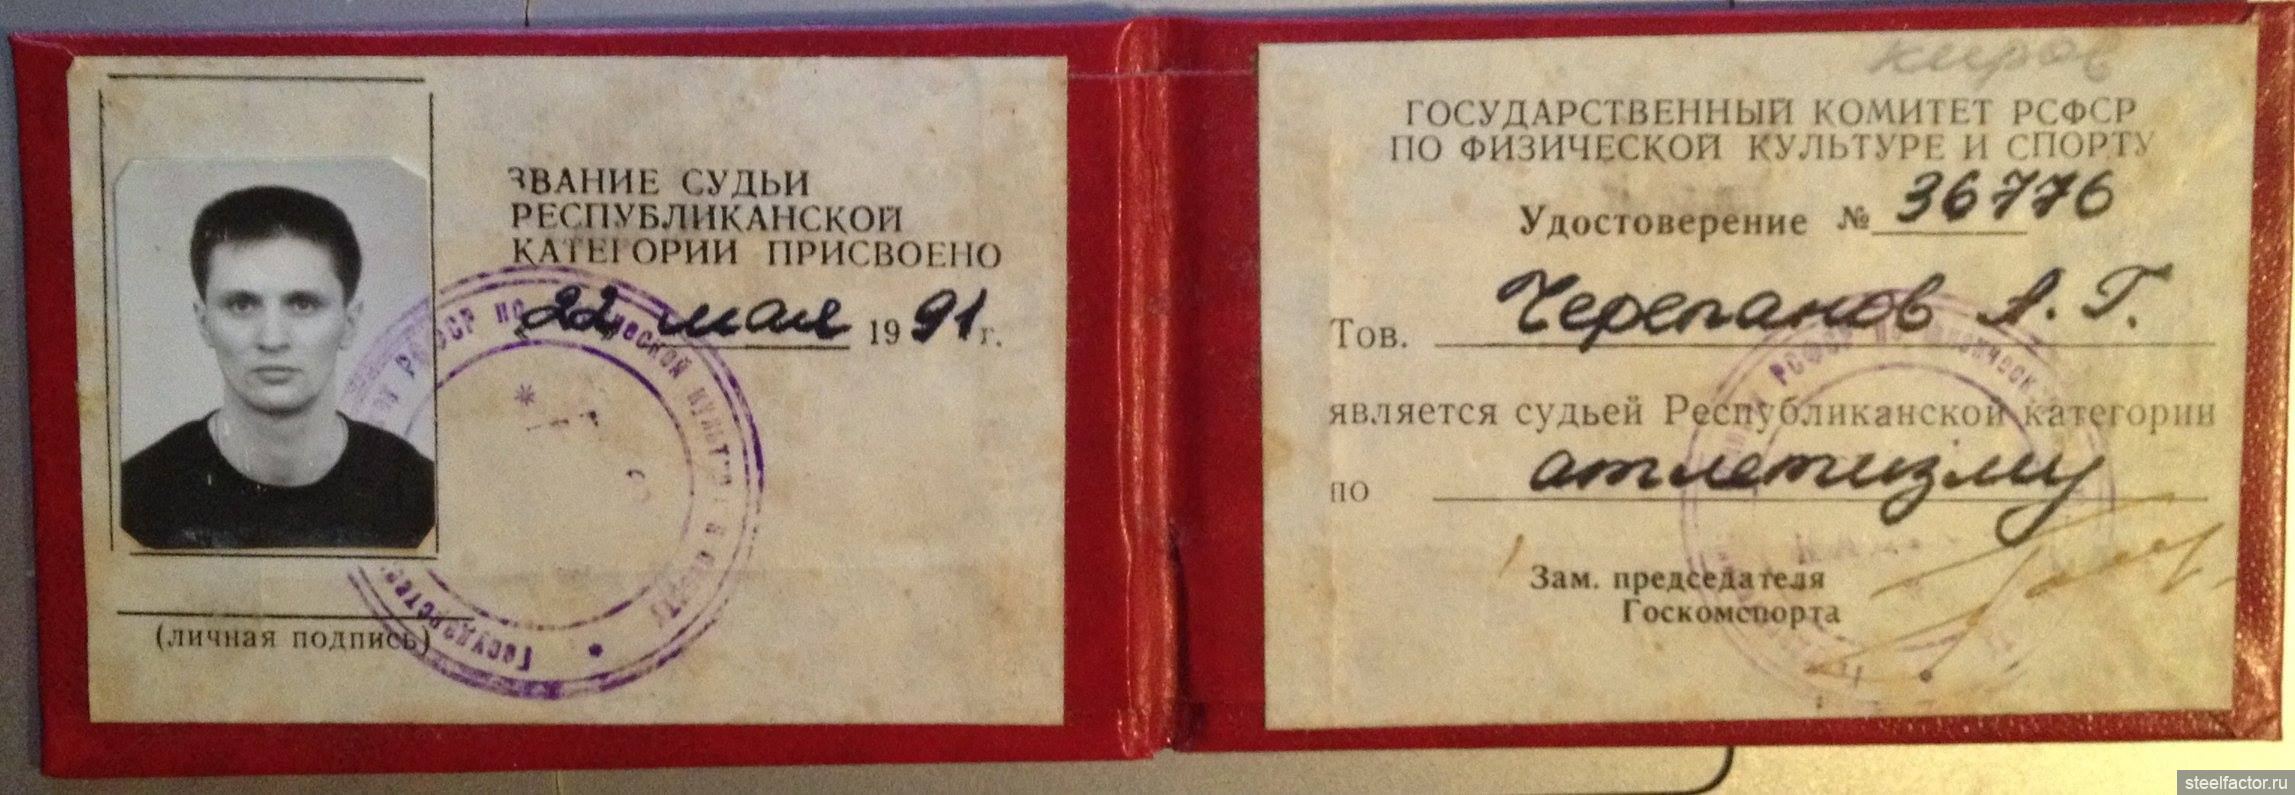 ЗВАНИЕ СУДЬИ
РЕСПУБЛИКАНСКОЙ
КАТЕГОРИИ ПРИСВОЕНО
22 мая 1991 г.
(личная подпись)
киров
ГОСУДАРСТВЕННЫЙ КОМИТЕТ РСФСР
ПО ФИЗИЧЕСКОЙ КУЛЬТУРЕ И СПОРТУ
Удостоверение № 36776
Тов. Черепанов А. Г.
является судьей Республиканской категории
по атлетизму
Зам. председателя
Госкомспорта
steelfactor.ru